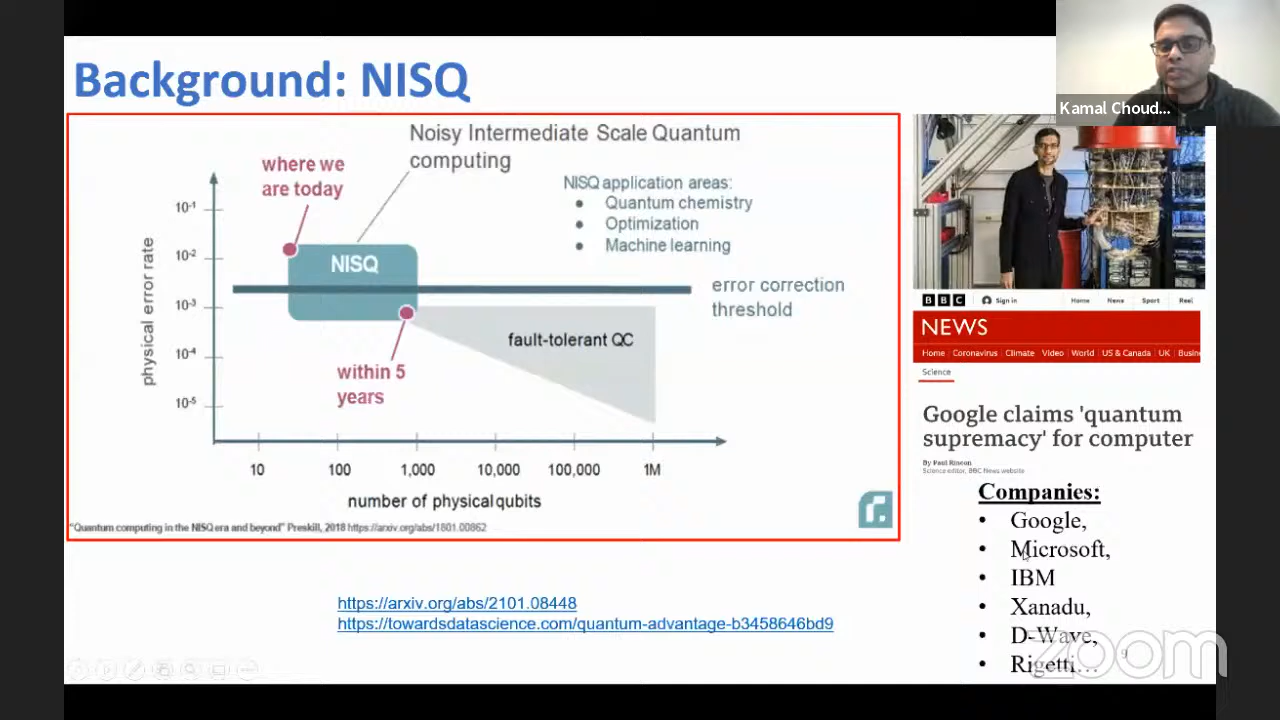 Background: NISQ
Kamal Choud...
Noisy Intermediate Scale Quantum
computing
where we
are today
NISQ application areas:
● Quantum chemistry
● Optimization
● Machine learning
10⁻¹
10⁻²
10⁻³
10⁻⁴
10⁻⁵
physical error rate
NISQ
error correction
threshold
fault-tolerant QC
within 5
years
10 100 1,000 10,000 100,000 1M
number of physical qubits
"Quantum computing in the NISQ era and beyond" Preskill, 2018 https://arxiv.org/abs/1801.00862
https://arxiv.org/abs/2101.08448
https://towardsdatascience.com/quantum-advantage-b3458646bd9
BBC Sign in Home News Sport Reel
NEWS
Home Coronavirus Climate Video World US & Canada UK Busin
Science
Google claims 'quantum
supremacy' for computer
By Paul Rincon
Science editor, BBC News website
Companies:
• Google,
• Microsoft,
• IBM
• Xanadu,
• D-Wave,
• Rigetti...
9
zoom